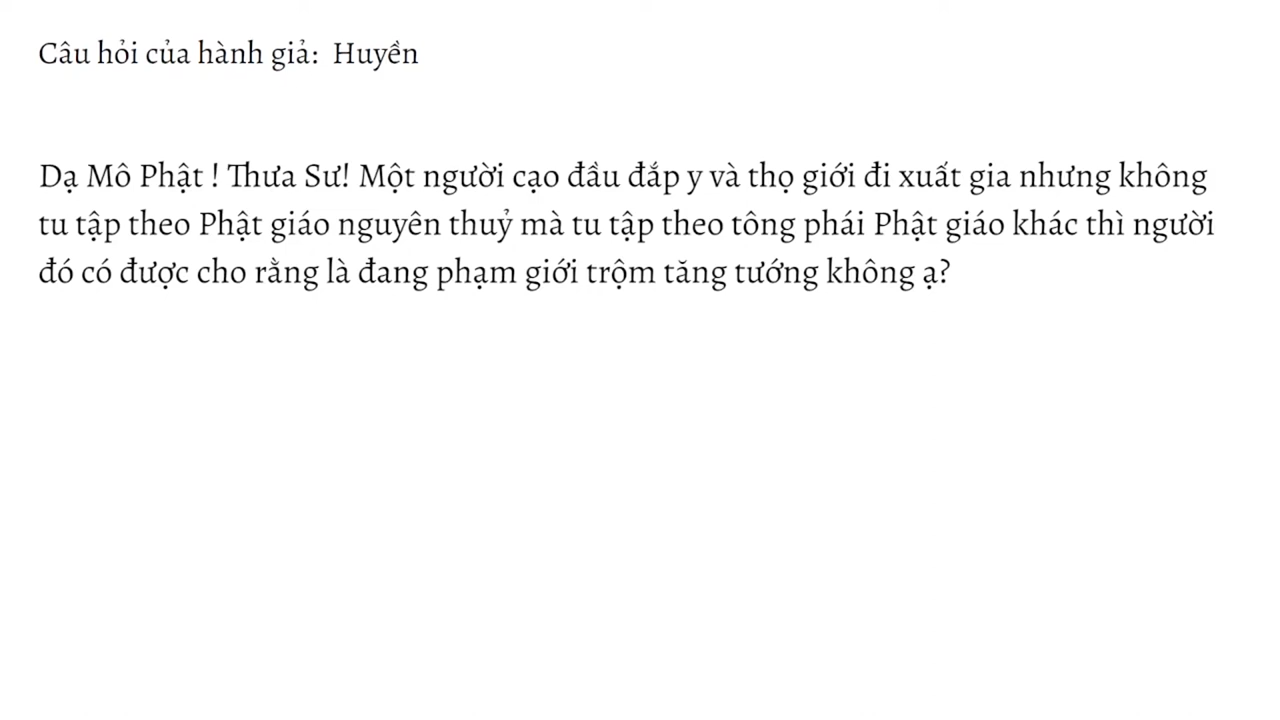 Câu hỏi của hành giả:  Huyền
Dạ Mô Phật ! Thưa Sư! Một người cạo đầu đắp y và thọ giới đi xuất gia nhưng không
tu tập theo Phật giáo nguyên thuỷ mà tu tập theo tông phái Phật giáo khác thì người
đó có được cho rằng là đang phạm giới trộm tăng tướng không ạ?